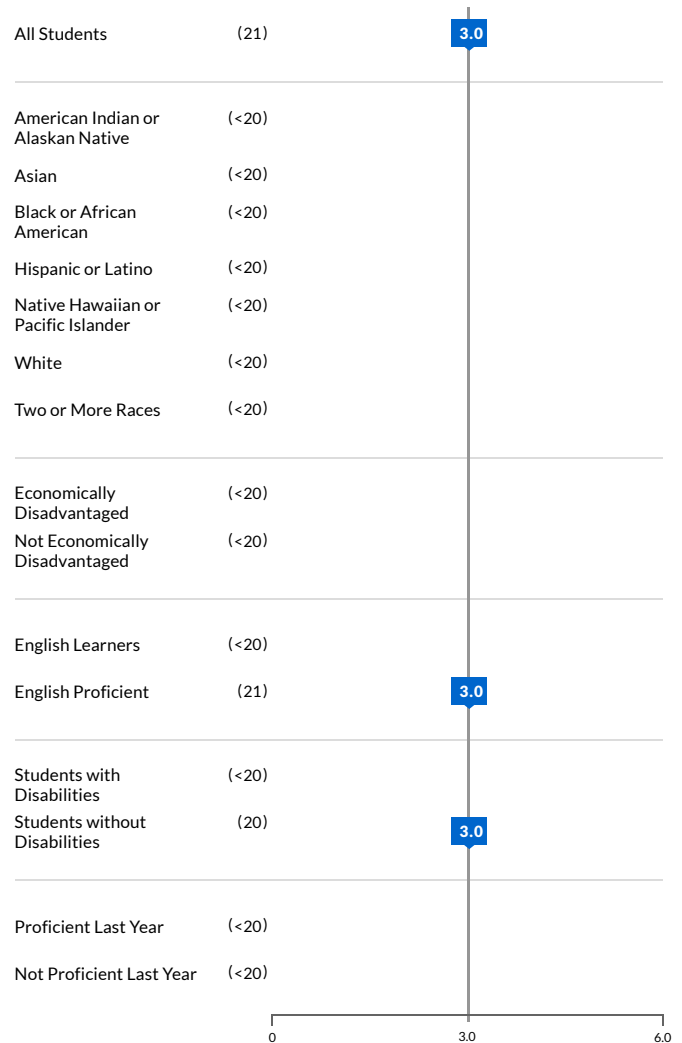 All Students (21) 3.0
American Indian or (<20)
Alaskan Native
Asian (<20)
Black or African (<20)
American
Hispanic or Latino (<20)
Native Hawaiian or (<20)
Pacific Islander
White (<20)
Two or More Races (<20)
Economically (<20)
Disadvantaged
Not Economically (<20)
Disadvantaged
English Learners (<20)
English Proficient (21) 3.0
Students with (<20)
Disabilities
Students without (20) 3.0
Disabilities
Proficient Last Year (<20)
Not Proficient Last Year (<20)
0 3.0 6.0